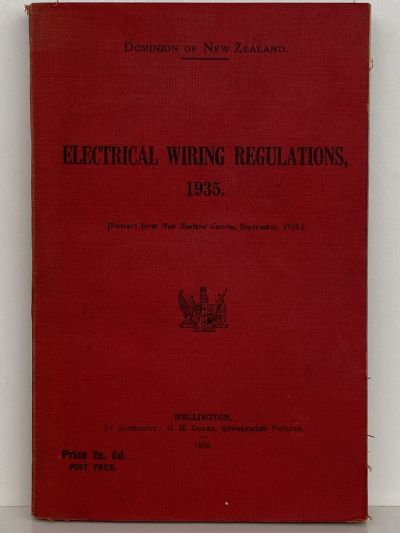 DOMINION OF NEW ZEALAND.
ELECTRICAL WIRING REGULATIONS,
1935.
[Extract from New Zealand Gazette, September, 1935.]
WELLINGTON.
BY AUTHORITY: G. H. LONEY, GOVERNMENT PRINTER.
Price 2s. 6d.
POST FREE.